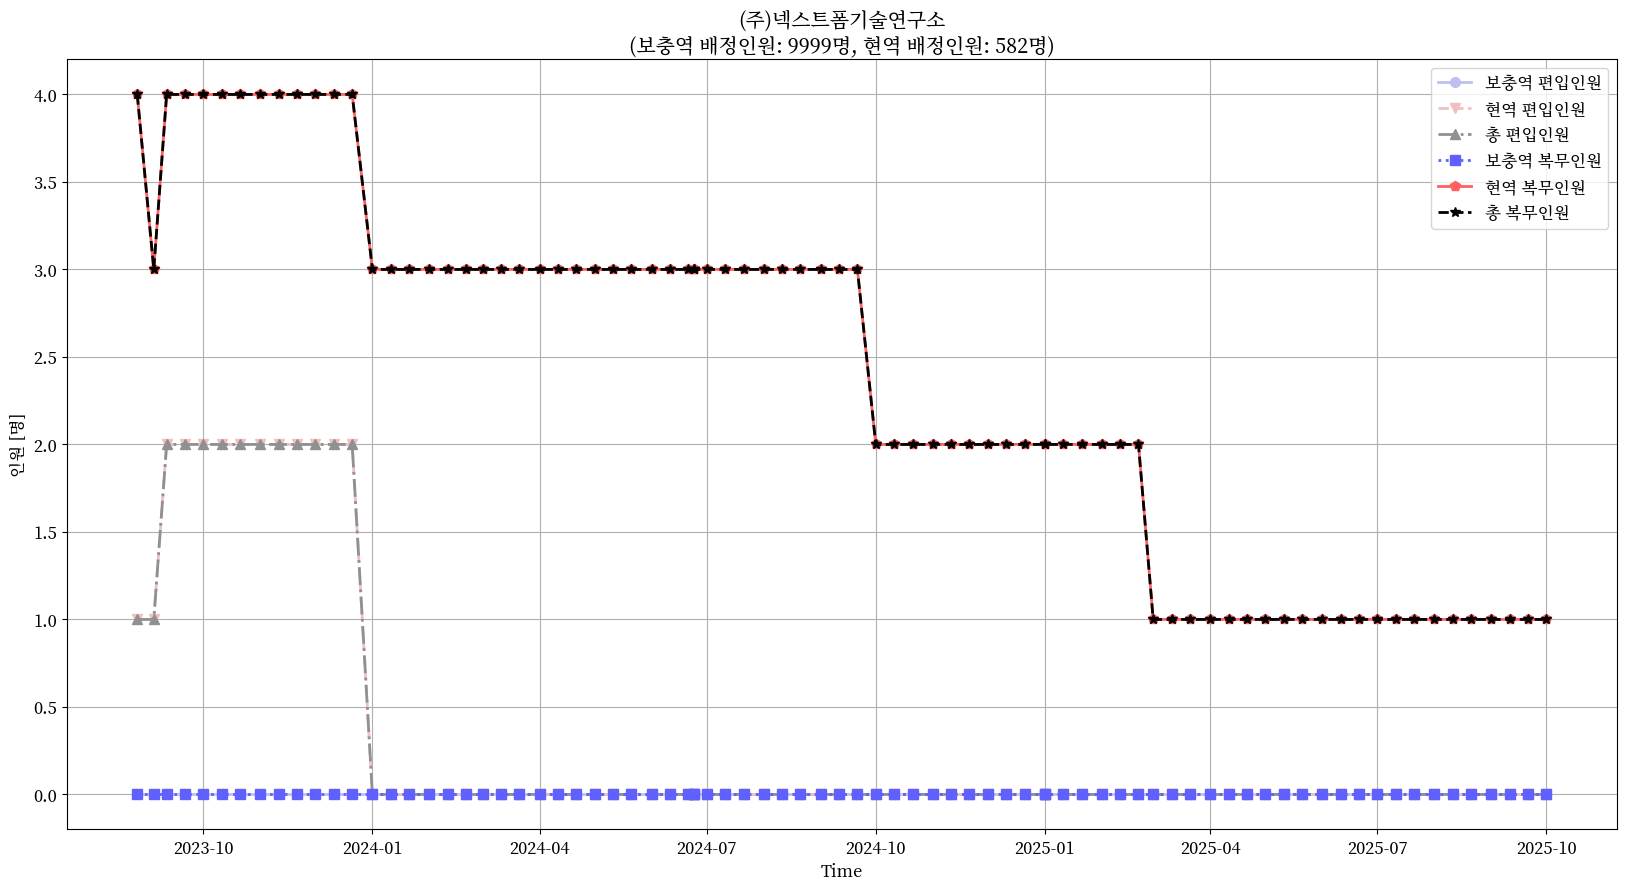 (주)넥스트폼기술연구소
(보충역 배정인원: 9999명, 현역 배정인원: 582명)
보충역 편입인원
현역 편입인원
총 편입인원
보충역 복무인원
현역 복무인원
총 복무인원
인원 [명]
4.0
3.5
3.0
2.5
2.0
1.5
1.0
0.5
0.0
2023-10
2024-01
2024-04
2024-07
2024-10
2025-01
2025-04
2025-07
2025-10
Time